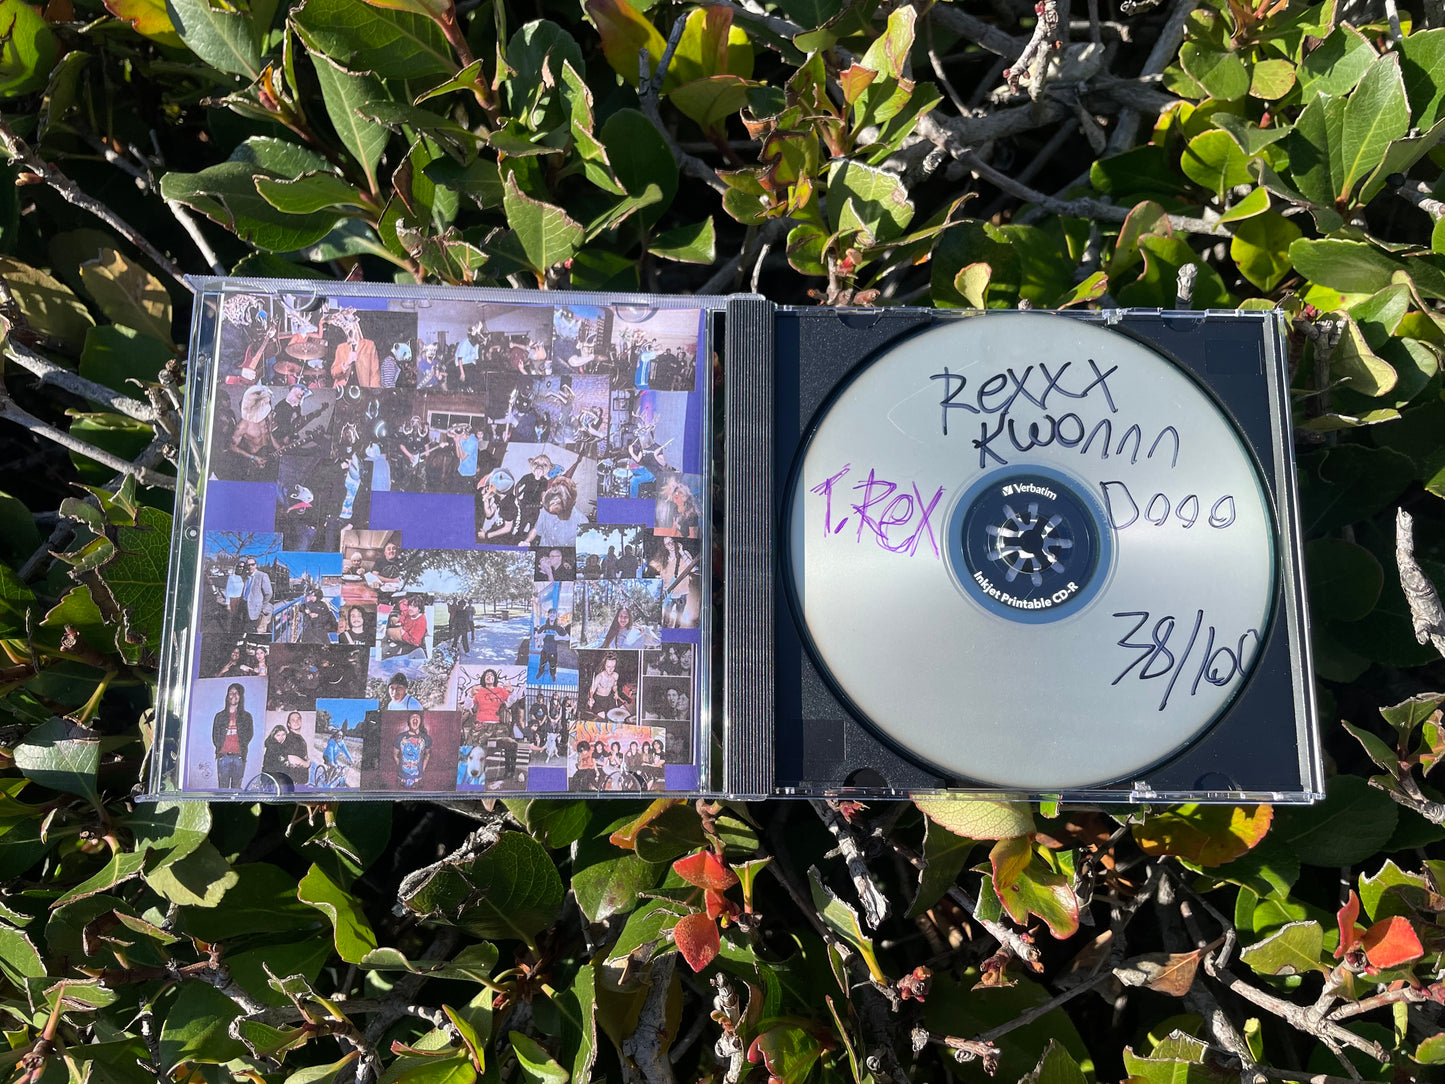 Rexxx
Kwonnn
T.Rex
Dooo
Verbatim
Inkjet Printable CD-R
38/100